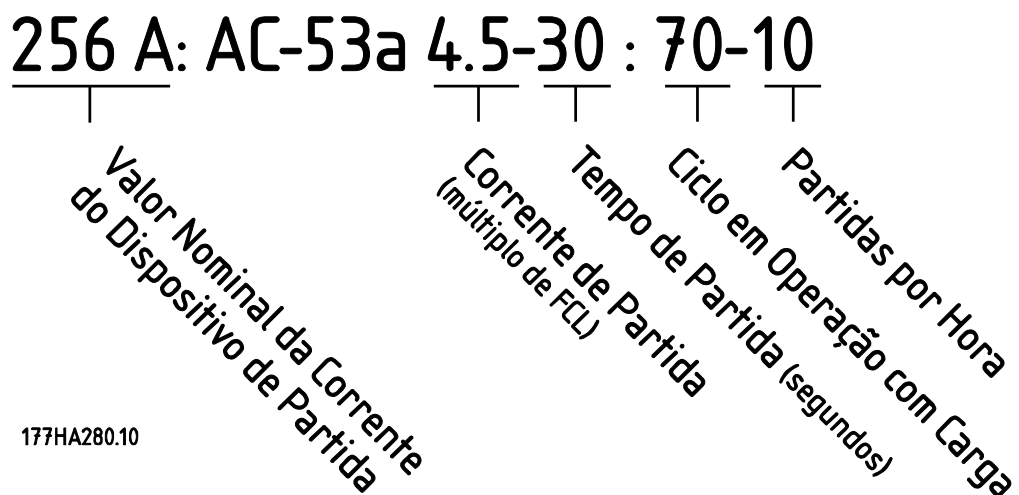 256 A: AC-53a 4.5-30 : 70-10
Valor Nominal da Corrente
do Dispositivo de Partida
Corrente de Partida
(múltiplo de FCL)
Tempo de Partida (segundos)
Ciclo em Operação com Carga
Partidas por Hora
177HA280.10